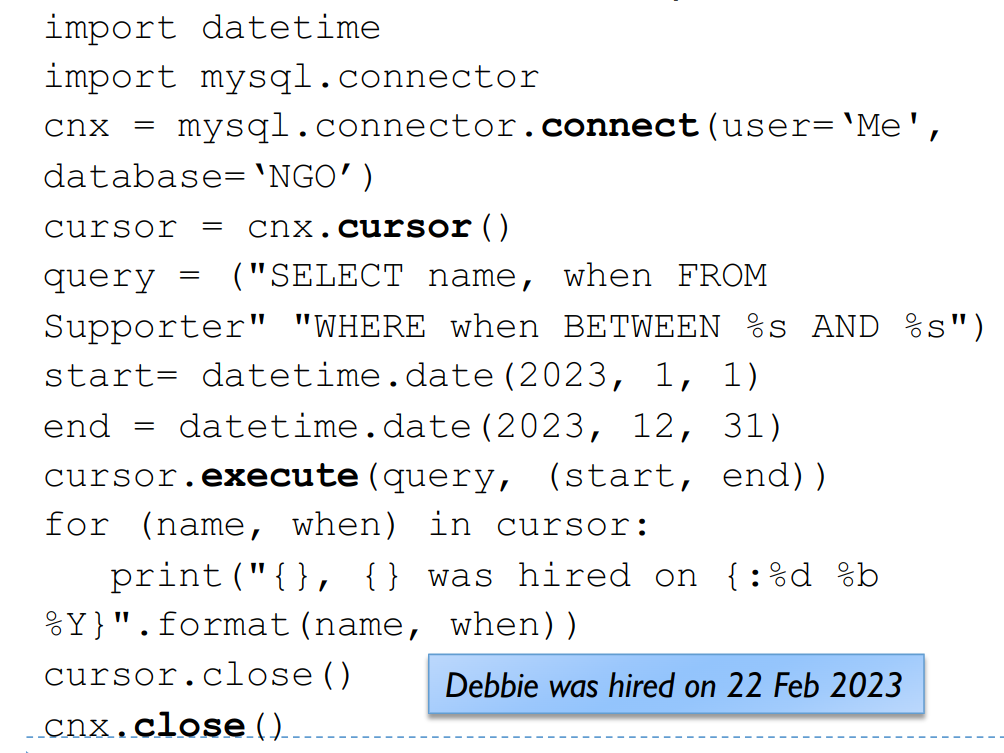 import datetime
import mysql.connector
cnx = mysql.connector.connect(user=‘Me',
database=‘NGO’)
cursor = cnx.cursor()
query = ("SELECT name, when FROM
Supporter" "WHERE when BETWEEN %s AND %s")
start= datetime.date(2023, 1, 1)
end = datetime.date(2023, 12, 31)
cursor.execute(query, (start, end))
for (name, when) in cursor:
   print("{}, {} was hired on {:%d %b
%Y}".format(name, when))
cursor.close()
Debbie was hired on 22 Feb 2023
cnx.close()